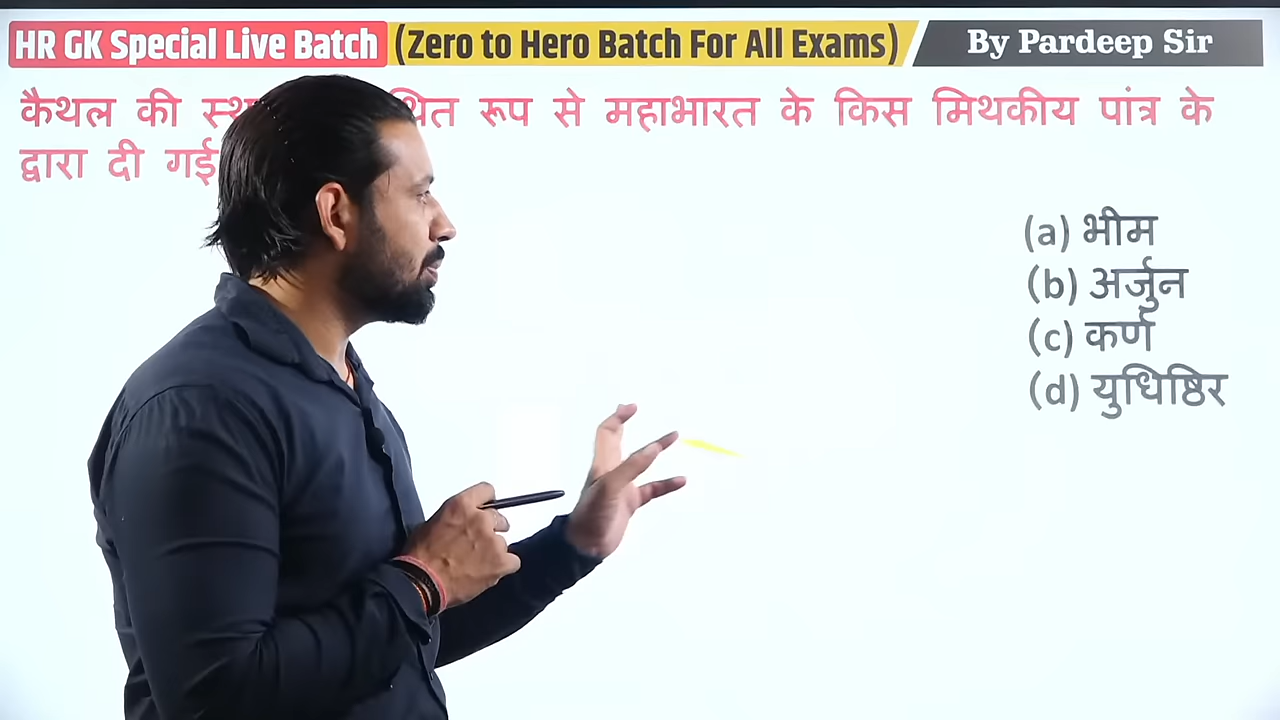 HR GK Special Live Batch (Zero to Hero Batch For All Exams) By Pardeep Sir
कैथल की रूप से महाभारत के किस मिथकीय पांत्र के
द्वारा दी गई
(a) भीम
(b) अर्जुन
(c) कर्ण
(d) युधिष्ठिर